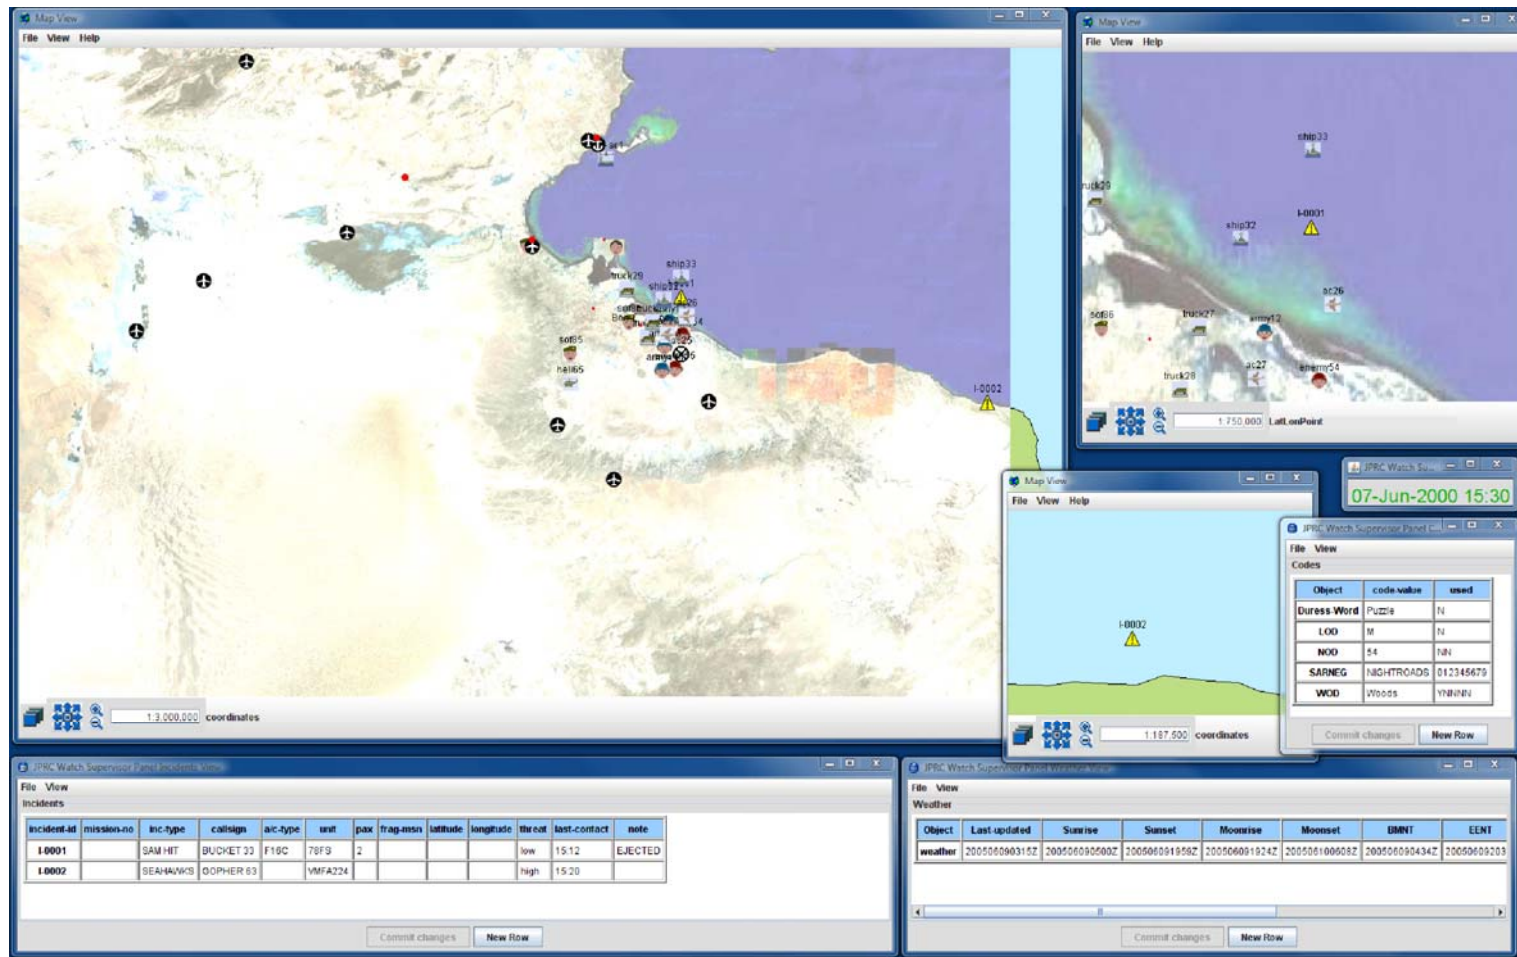 Map View
File View Help
ship33
truck29
sof85
heli65
I-0002
1:3,000,000 coordinates
Map View
File View Help
ship33
truck29
I-0001
ship32
ac26
sof86
truck27
army12
ac27
enemy54
truck28
1:750,000 LatLonPoint
JPRC Watch Su...
07-Jun-2000 15:30
Map View
File View Help
I-0002
1:187,500 coordinates
JPRC Watch Supervisor Panel C...
File View
Codes
Object code-value used
Duress-Word Puzzle N
LOD M N
NOD 54 NN
SARNEG NIGHTROADS 012345679
WOD Woods YNNNN
Commit changes New Row
JPRC Watch Supervisor Panel Incidents View
File View
Incidents
incident-id mission-no inc-type callsign a/c-type unit pax frag-msn latitude longitude threat last-contact note
I-0001 SAM HIT BUCKET 33 F16C 78FS 2 low 15:12 EJECTED
I-0002 SEAHAWKS GOPHER 63 VMFA224 high 15:20
Commit changes New Row
JPRC Watch Supervisor Panel Weather View
File View
Weather
Object Last-updated Sunrise Sunset Moonrise Moonset BMNT EENT
weather 200506090315Z 200506090500Z 200506091959Z 200506091924Z 200506100608Z 200506090434Z 20050609203
Commit changes New Row